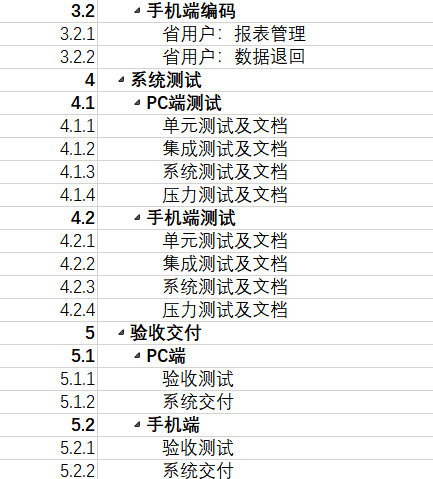 3.2 手机端编码
3.2.1 省用户：报表管理
3.2.2 省用户：数据退回
4 系统测试
4.1 PC端测试
4.1.1 单元测试及文档
4.1.2 集成测试及文档
4.1.3 系统测试及文档
4.1.4 压力测试及文档
4.2 手机端测试
4.2.1 单元测试及文档
4.2.2 集成测试及文档
4.2.3 系统测试及文档
4.2.4 压力测试及文档
5 验收交付
5.1 PC端
5.1.1 验收测试
5.1.2 系统交付
5.2 手机端
5.2.1 验收测试
5.2.2 系统交付